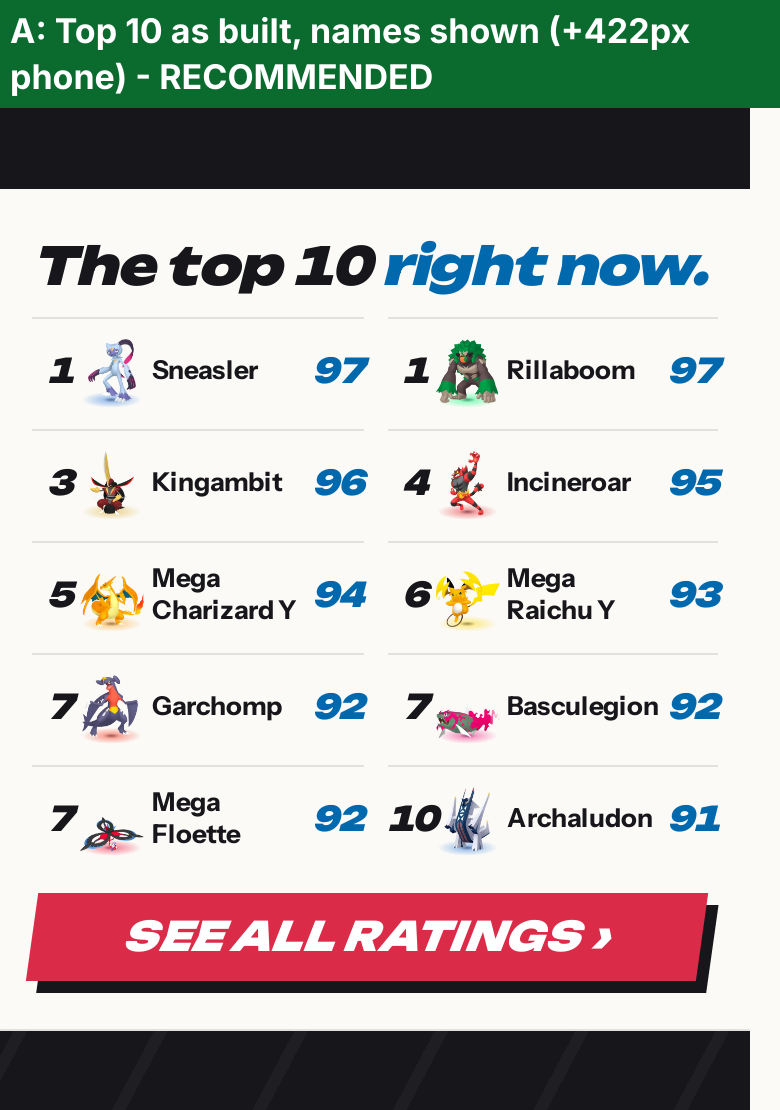 A: Top 10 as built, names shown (+422px
phone) - RECOMMENDED
The top 10 right now.
1 Sneasler 97
1 Rillaboom 97
3 Kingambit 96
4 Incineroar 95
5 Mega
Charizard Y 94
6 Mega
Raichu Y 93
7 Garchomp 92
7 Basculegion 92
7 Mega
Floette 92
10 Archaludon 91
SEE ALL RATINGS ›